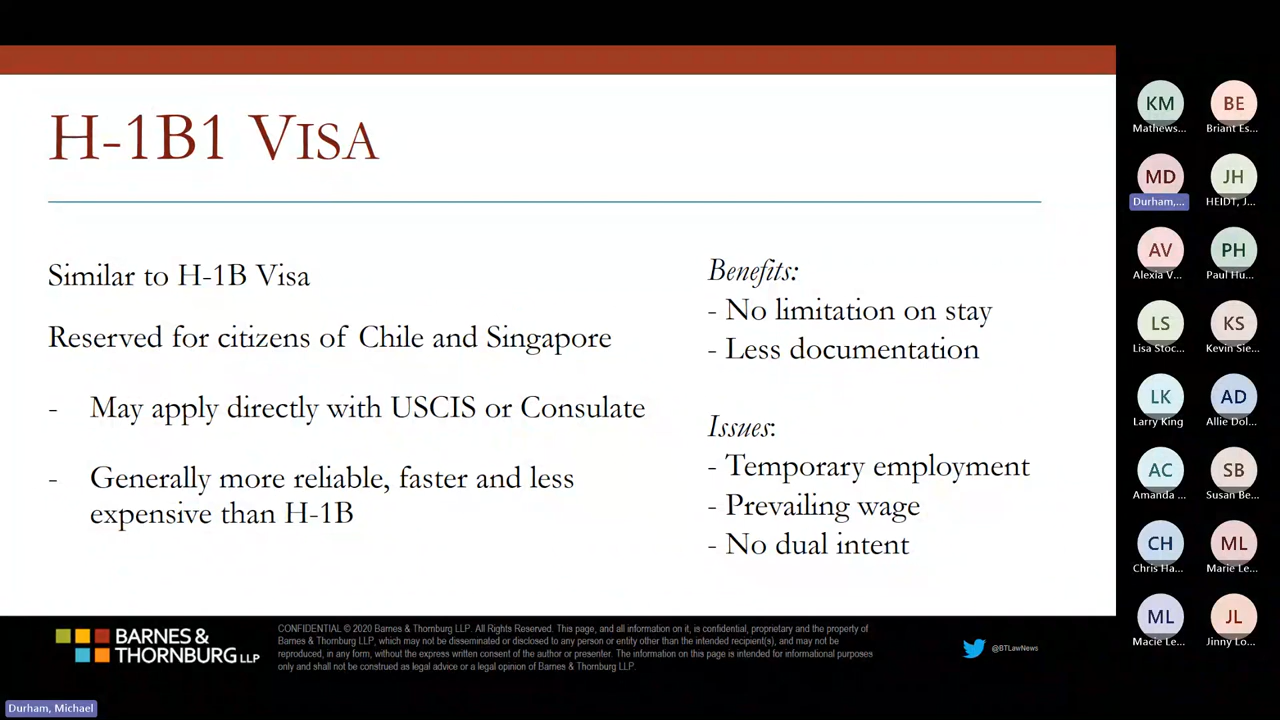 H-1B1 VISA
Similar to H-1B Visa
Reserved for citizens of Chile and Singapore
- May apply directly with USCIS or Consulate
- Generally more reliable, faster and less
expensive than H-1B
Benefits:
- No limitation on stay
- Less documentation
Issues:
- Temporary employment
- Prevailing wage
- No dual intent
BARNES &
THORNBURG LLP
CONFIDENTIAL © 2020 Barnes & Thornburg LLP. All Rights Reserved. This page, and all information on it, is confidential, proprietary and the property of
Barnes & Thornburg LLP, which may not be disseminated or disclosed to any person or entity other than the intended recipient(s), and may not be
reproduced, in any form, without the express written consent of the author or presenter. The information on this page is intended for informational purposes
only and shall not be construed as legal advice or a legal opinion of Barnes & Thornburg LLP.
@BTLawNews
KM
Mathews...
BE
Briant Es...
MD
Durham,...
JH
HEIDT, J...
AV
Alexia V...
PH
Paul Hu...
LS
Lisa Stoc...
KS
Kevin Sie...
LK
Larry King
AD
Allie Dol...
AC
Amanda ...
SB
Susan Be...
CH
Chris Ha...
ML
Marie Le...
ML
Macie Le...
JL
Jinny Lo...
Durham, Michael